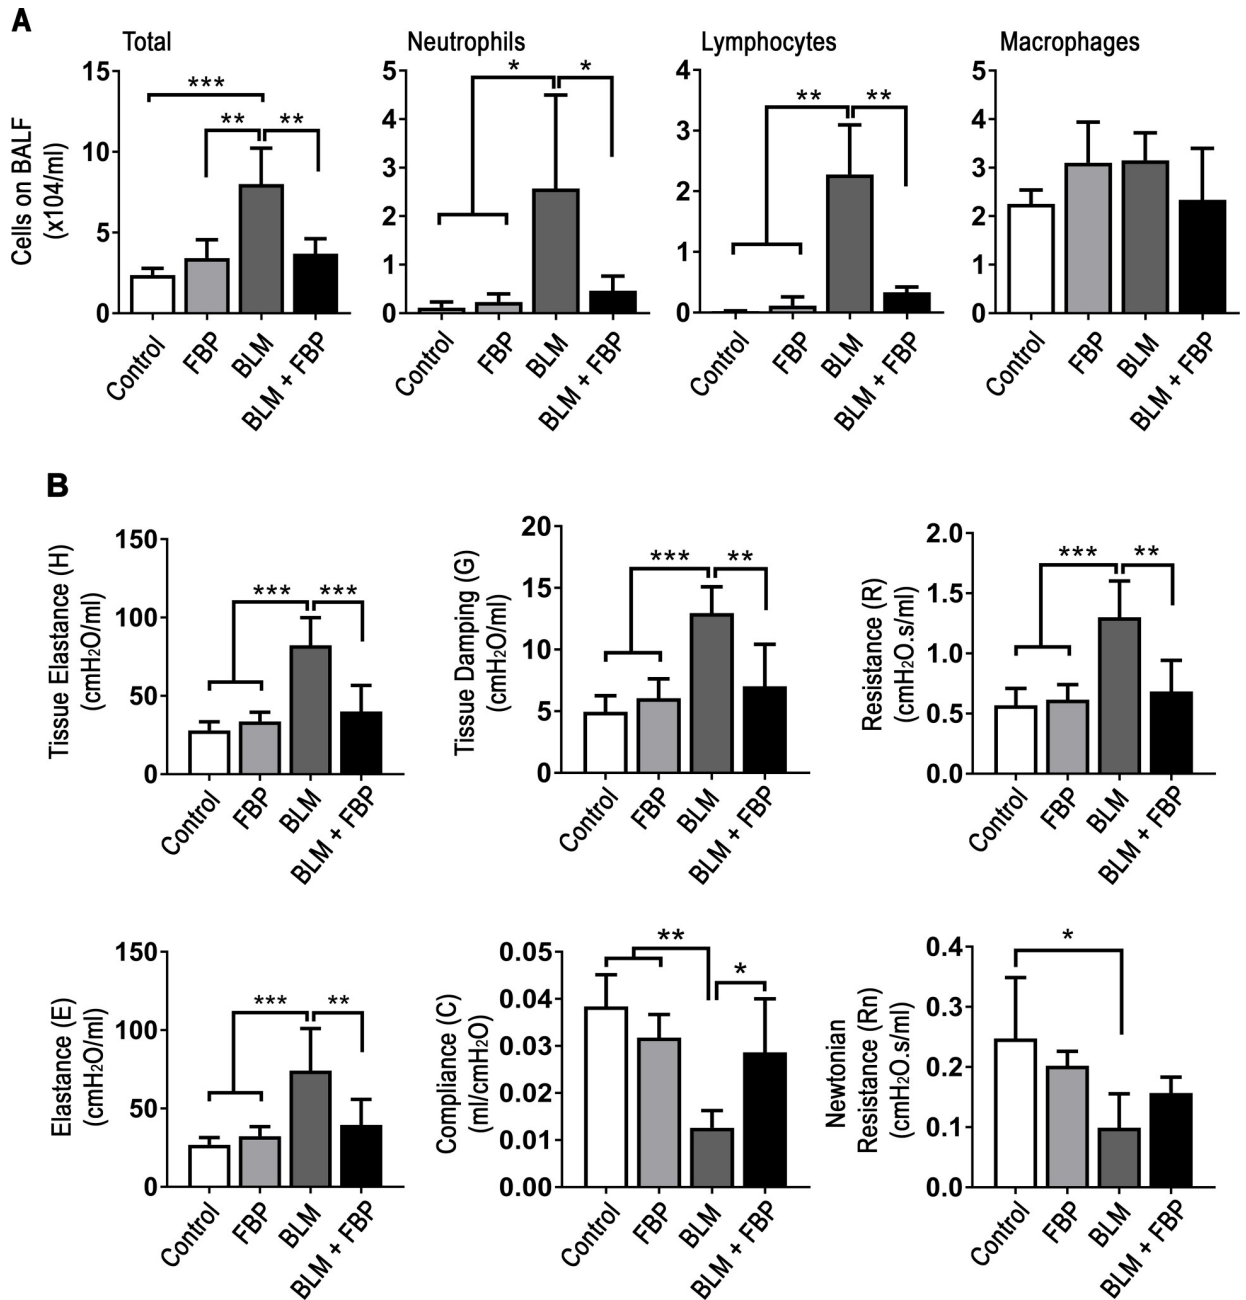 A
Total
Neutrophils
Lymphocytes
Macrophages
Cells on BALF
(x104/ml)
15
10
5
0
***
**
**
Control
FBP
BLM
BLM + FBP
5
4
3
2
1
0
*
*
Control
FBP
BLM
BLM + FBP
4
3
2
1
0
**
**
Control
FBP
BLM
BLM + FBP
5
4
3
2
1
0
Control
FBP
BLM
BLM + FBP
B
Tissue Elastance (H)
(cmH₂O/ml)
150
100
50
0
***
***
Control
FBP
BLM
BLM + FBP
Tissue Damping (G)
(cmH₂O/ml)
20
15
10
5
0
***
**
Control
FBP
BLM
BLM + FBP
Resistance (R)
(cmH₂O.s/ml)
2.0
1.5
1.0
0.5
0.0
***
**
Control
FBP
BLM
BLM + FBP
Elastance (E)
(cmH₂O/ml)
150
100
50
0
***
**
Control
FBP
BLM
BLM + FBP
Compliance (C)
(ml/cmH₂O)
0.05
0.04
0.03
0.02
0.01
0.00
**
*
Control
FBP
BLM
BLM + FBP
Newtonian
Resistance (Rn)
(cmH₂O.s/ml)
0.4
0.3
0.2
0.1
0.0
*
Control
FBP
BLM
BLM + FBP